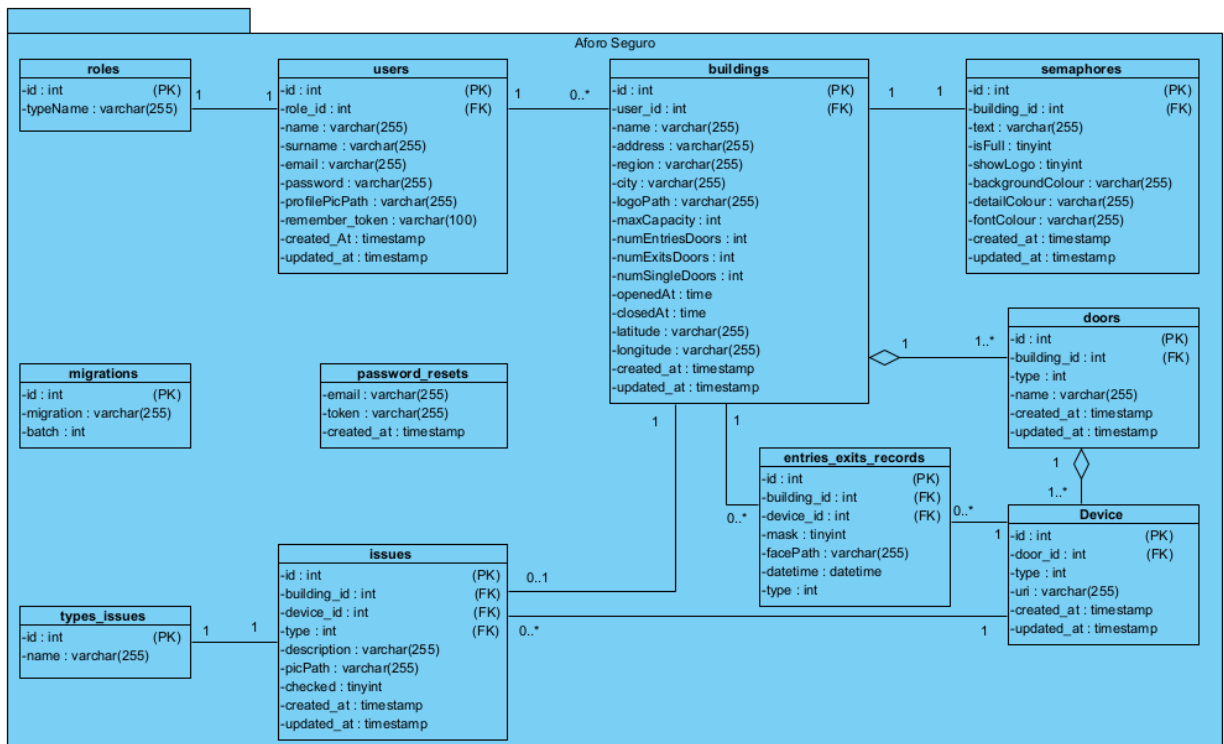 Aforo Seguro
roles
-id : int (PK)
-typeName : varchar(255)
1
1
users
-id : int (PK)
-role_id : int (FK)
-name : varchar(255)
-surname : varchar(255)
-email : varchar(255)
-password : varchar(255)
-profilePicPath : varchar(255)
-remember_token : varchar(100)
-created_At : timestamp
-updated_at : timestamp
1
0..*
buildings
-id : int (PK)
-user_id : int (FK)
-name : varchar(255)
-address : varchar(255)
-region : varchar(255)
-city : varchar(255)
-logoPath : varchar(255)
-maxCapacity : int
-numEntriesDoors : int
-numExitsDoors : int
-numSingleDoors : int
-openedAt : time
-closedAt : time
-latitude : varchar(255)
-longitude : varchar(255)
-created_at : timestamp
-updated_at : timestamp
1
1
semaphores
-id : int (PK)
-building_id : int (FK)
-text : varchar(255)
-isFull : tinyint
-showLogo : tinyint
-backgroundColour : varchar(255)
-detailColour : varchar(255)
-fontColour : varchar(255)
-created_at : timestamp
-updated_at : timestamp
1
1..*
doors
-id : int (PK)
-building_id : int (FK)
-type : int
-name : varchar(255)
-created_at : timestamp
-updated_at : timestamp
migrations
-id : int (PK)
-migration : varchar(255)
-batch : int
password_resets
-email : varchar(255)
-token : varchar(255)
-created_at : timestamp
1
1
1
1..*
entries_exits_records
-id : int (PK)
-building_id : int (FK)
-device_id : int (FK)
-mask : tinyint
-facePath : varchar(255)
-datetime : datetime
-type : int
0..*
0..*
1
Device
-id : int (PK)
-door_id : int (FK)
-type : int
-uri : varchar(255)
-created_at : timestamp
-updated_at : timestamp
issues
-id : int (PK)
-building_id : int (FK)
-device_id : int (FK)
-type : int (FK)
-description : varchar(255)
-picPath : varchar(255)
-checked : tinyint
-created_at : timestamp
-updated_at : timestamp
0..1
0..*
1
types_issues
-id : int (PK)
-name : varchar(255)
1
1